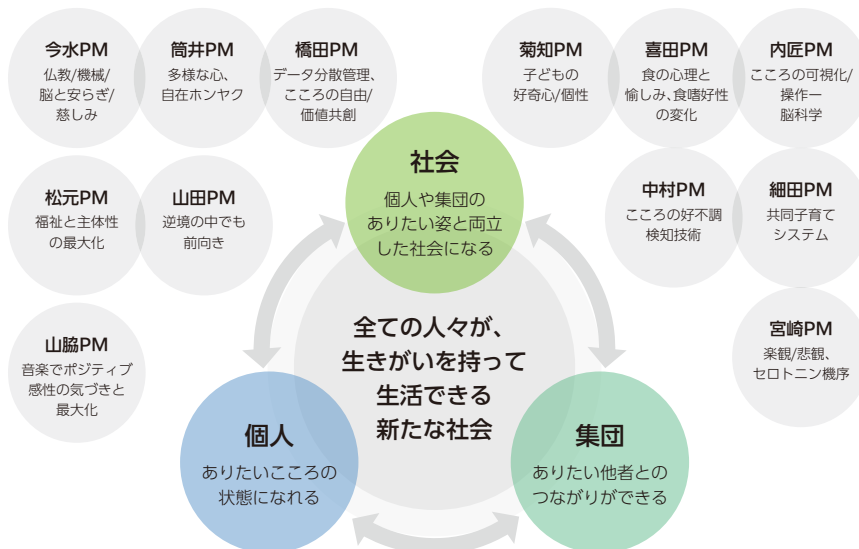 今水PM
仏教/機械/
脳と安らぎ/
慈しみ
筒井PM
多様な心、
自在ホンヤク
橋田PM
データ分散管理、
こころの自由/
価値共創
菊知PM
子どもの
好奇心/個性
喜田PM
食の心理と
愉しみ、食嗜好性
の変化
内匠PM
こころの可視化/
操作ー
脳科学
松元PM
福祉と主体性
の最大化
山田PM
逆境の中でも
前向き
社会
個人や集団の
ありたい姿と両立
した社会になる
中村PM
こころの好不調
検知技術
細田PM
共同子育て
システム
山脇PM
音楽でポジティブ
感性の気づきと
最大化
全ての人々が、
生きがいを持って
生活できる
新たな社会
宮崎PM
楽観/悲観、
セロトニン機序
個人
ありたいこころの
状態になれる
集団
ありたい他者との
つながりができる